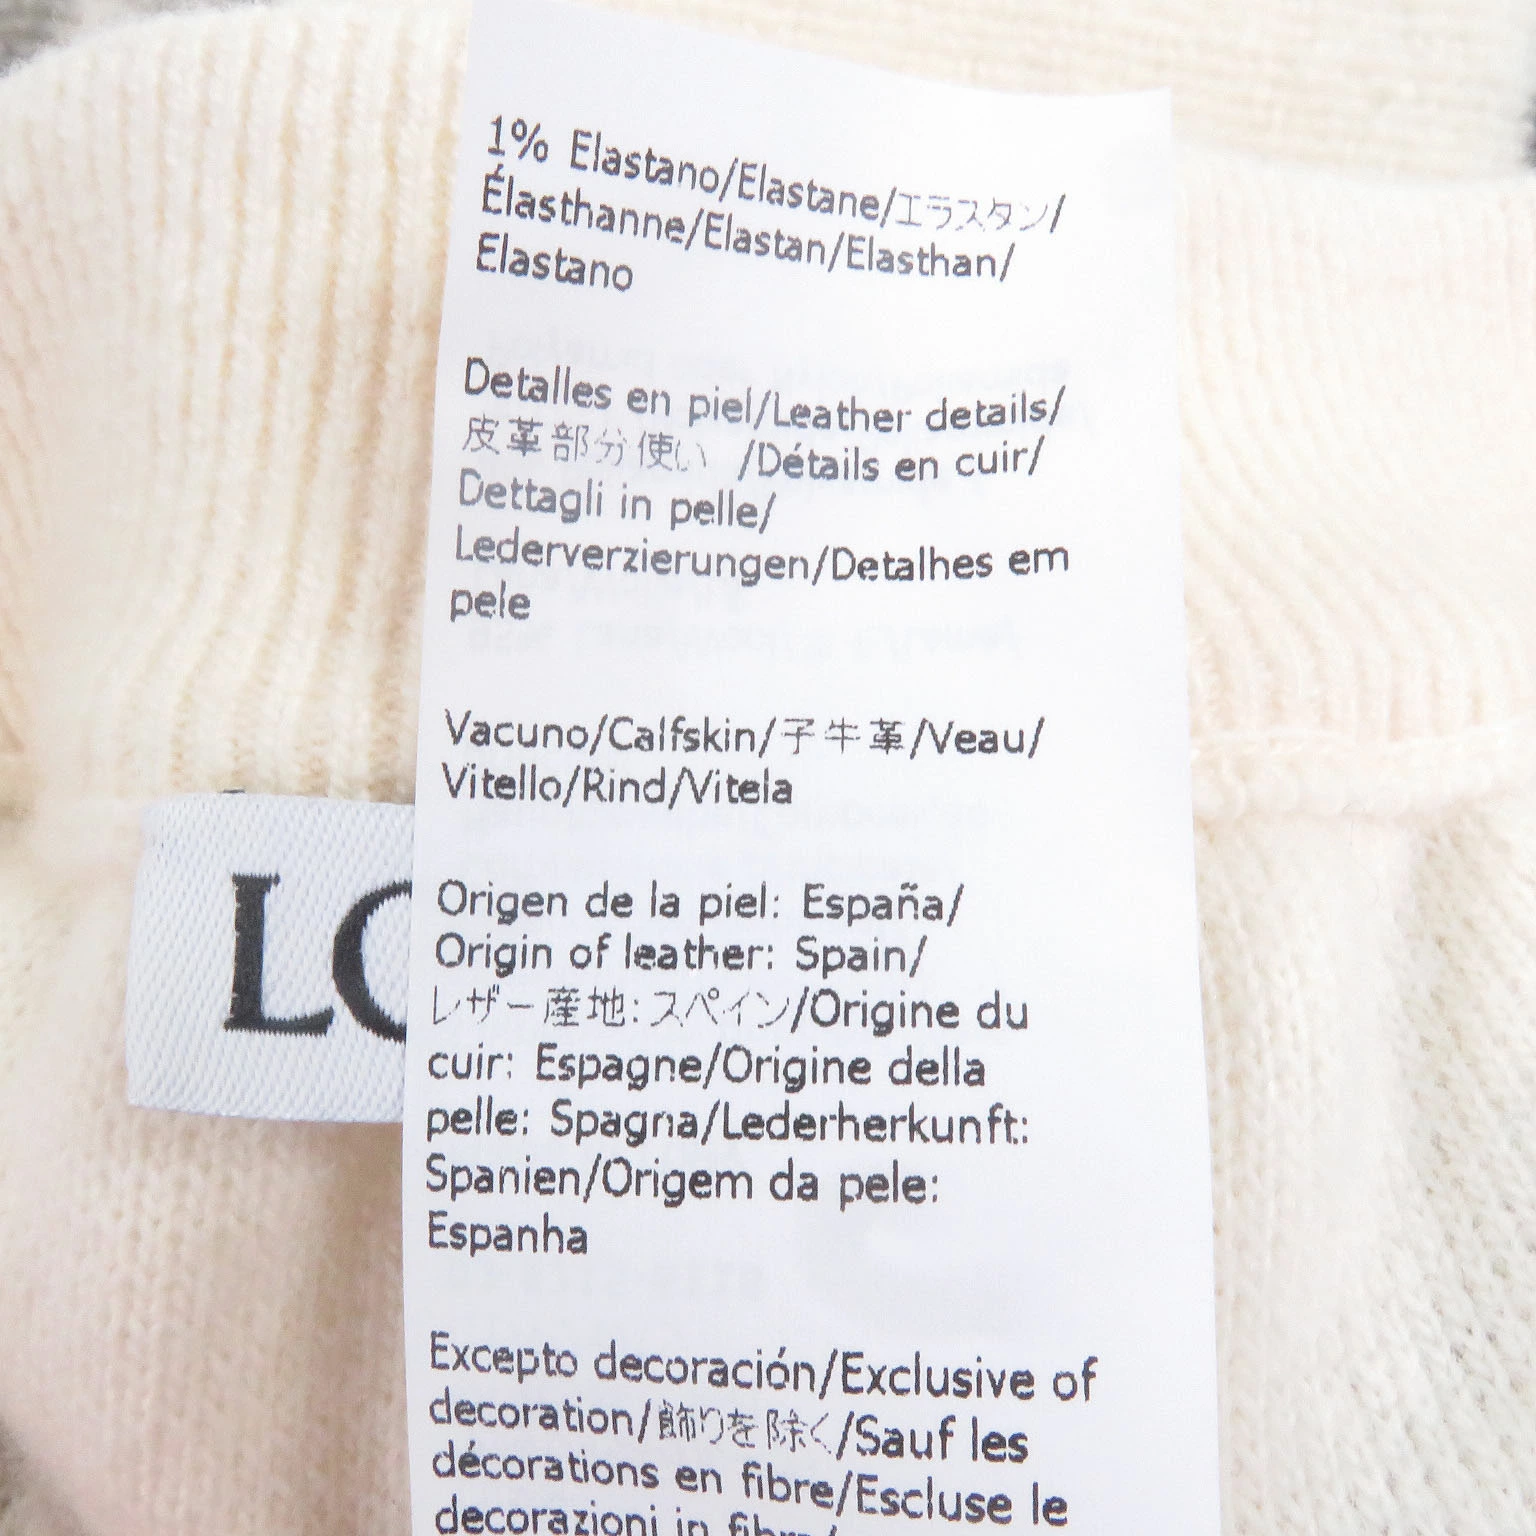 1% Elastano/Elastane/エラスタン/
Élasthanne/Elastan/Elasthan/
Elastano
Detalles en piel/Leather details/
皮革部分使い /Détails en cuir/
Dettagli in pelle/
Lederverzierungen/Detalhes em
pele
Vacuno/Calfskin/子牛革/Veau/
Vitello/Rind/Vitela
LO
Origen de la piel: España/
Origin of leather: Spain/
レザー産地: スペイン/Origine du
cuir: Espagne/Origine della
pelle: Spagna/Lederherkunft:
Spanien/Origem da pele:
Espanha
Excepto decoración/Exclusive of
decoration/飾りを除く/Sauf les
décorations en fibre/Escluse le
decorazioni in fibra/